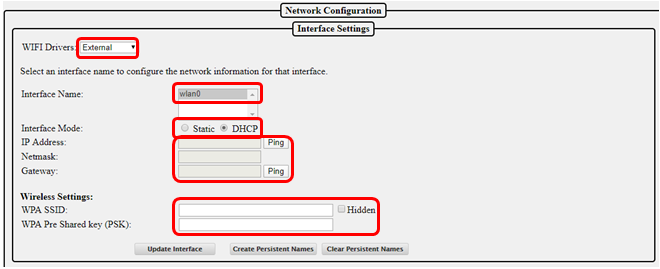 Network Configuration
Interface Settings
WIFI Drivers: External
Select an interface name to configure the network information for that interface.
Interface Name: wlan0
Interface Mode: Static DHCP
IP Address: Ping
Netmask:
Gateway: Ping
Wireless Settings:
WPA SSID: Hidden
WPA Pre Shared key (PSK):
Update Interface Create Persistent Names Clear Persistent Names